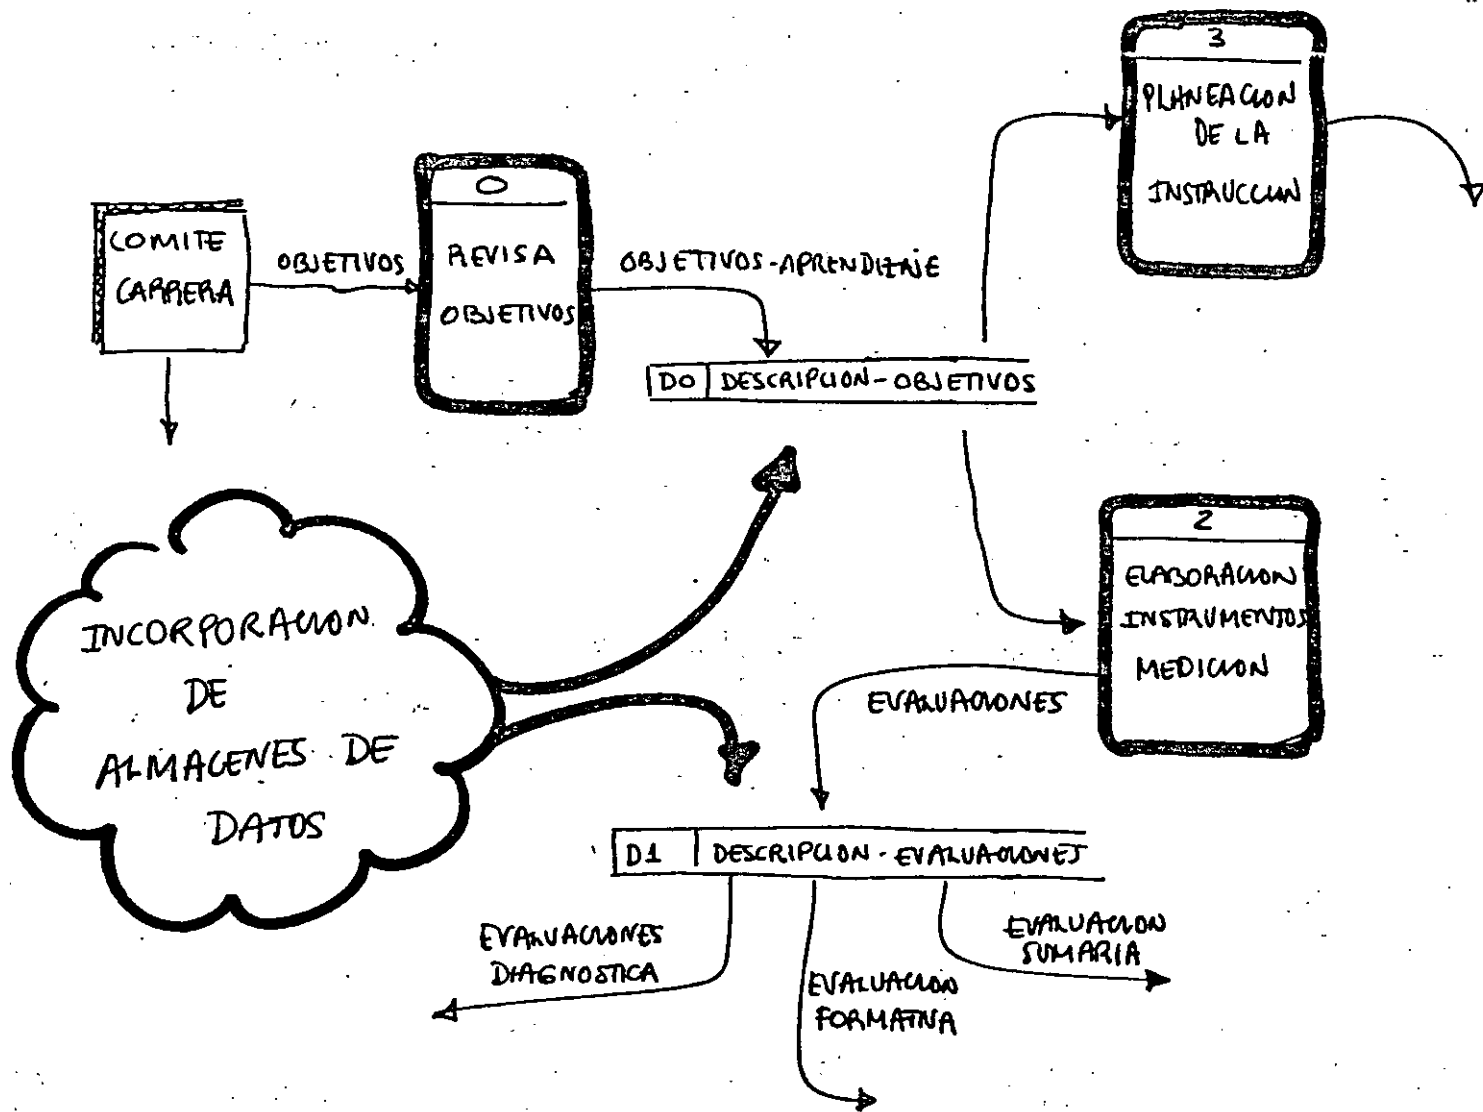 3
PLANEACION
DE LA
INSTRUCCION
0
REVISA
OBJETIVOS
COMITE
CARRERA
OBJETIVOS
OBJETIVOS-APRENDIZAJE
D0 DESCRIPCION-OBJETIVOS
2
ELABORACION
INSTRUMENTOS
MEDICION
INCORPORACION
DE
ALMACENES DE
DATOS
EVALUACIONES
D1 DESCRIPCION-EVALUACIONES
EVALUACIONES
DIAGNOSTICA
EVALUACION
FORMATIVA
EVALUACION
SUMARIA